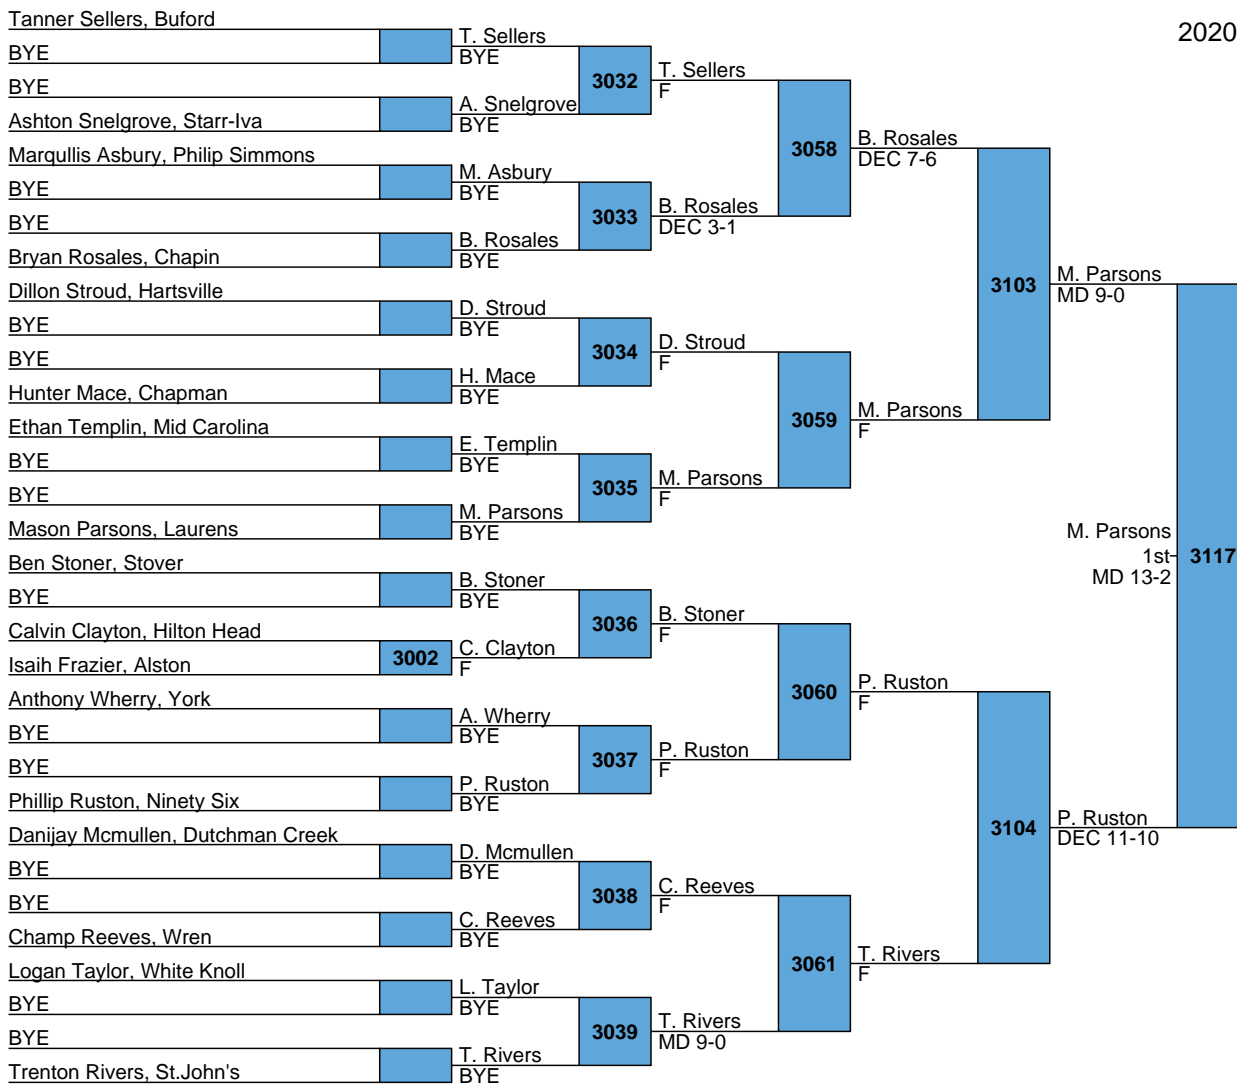 2020
Tanner Sellers, Buford
BYE
BYE
Ashton Snelgrove, Starr-Iva
Marqullis Asbury, Philip Simmons
BYE
BYE
Bryan Rosales, Chapin
Dillon Stroud, Hartsville
BYE
BYE
Hunter Mace, Chapman
Ethan Templin, Mid Carolina
BYE
BYE
Mason Parsons, Laurens
Ben Stoner, Stover
BYE
Calvin Clayton, Hilton Head
Isaih Frazier, Alston
Anthony Wherry, York
BYE
BYE
Phillip Ruston, Ninety Six
Danijay Mcmullen, Dutchman Creek
BYE
BYE
Champ Reeves, Wren
Logan Taylor, White Knoll
BYE
BYE
Trenton Rivers, St.John's
3002
T. Sellers
BYE
A. Snelgrove
BYE
M. Asbury
BYE
B. Rosales
BYE
D. Stroud
BYE
H. Mace
BYE
E. Templin
BYE
M. Parsons
BYE
B. Stoner
BYE
C. Clayton
F
A. Wherry
BYE
P. Ruston
BYE
D. Mcmullen
BYE
C. Reeves
BYE
L. Taylor
BYE
T. Rivers
BYE
3032
3033
3034
3035
3036
3037
3038
3039
T. Sellers
F
B. Rosales
DEC 3-1
D. Stroud
F
M. Parsons
F
B. Stoner
F
P. Ruston
F
C. Reeves
F
T. Rivers
MD 9-0
3058
3059
3060
3061
B. Rosales
DEC 7-6
M. Parsons
F
P. Ruston
F
T. Rivers
F
3103
3104
M. Parsons
MD 9-0
P. Ruston
DEC 11-10
M. Parsons
1st
MD 13-2
3117